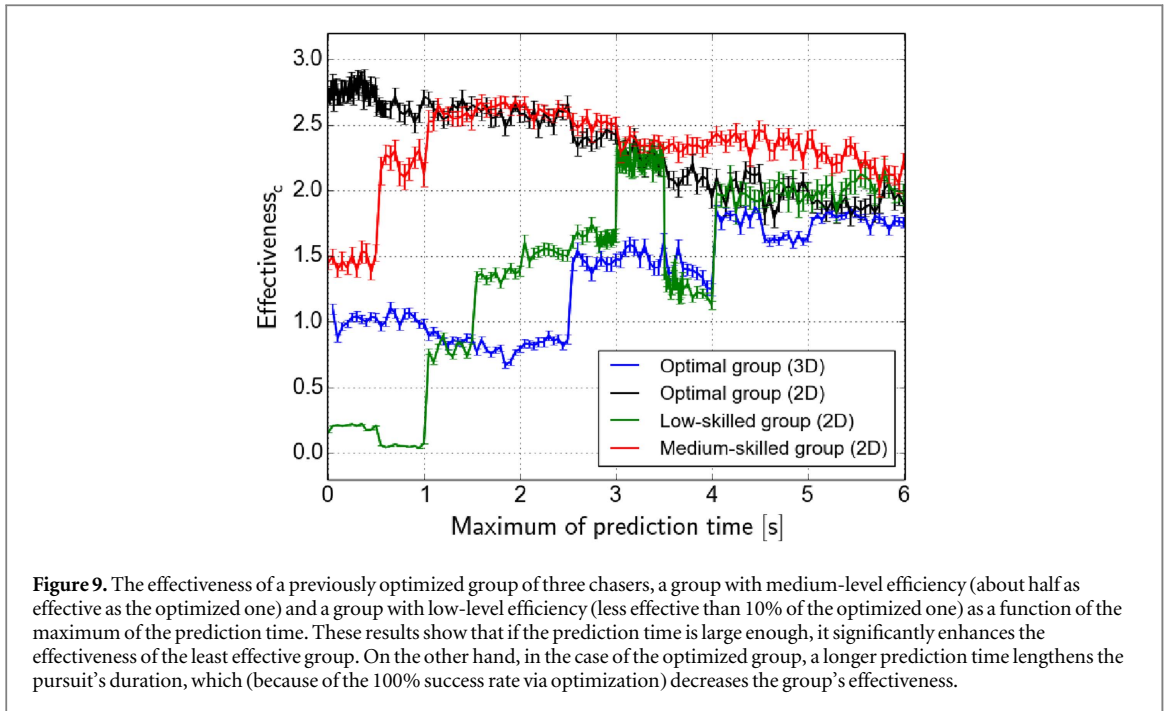 3.0
2.5
2.0
1.5
1.0
0.5
0.0
Effectiveness_c
0 1 2 3 4 5 6
Maximum of prediction time [s]
Optimal group (3D)
Optimal group (2D)
Low-skilled group (2D)
Medium-skilled group (2D)
Figure 9. The effectiveness of a previously optimized group of three chasers, a group with medium-level efficiency (about half as
effective as the optimized one) and a group with low-level efficiency (less effective than 10% of the optimized one) as a function of the
maximum of the prediction time. These results show that if the prediction time is large enough, it significantly enhances the
effectiveness of the least effective group. On the other hand, in the case of the optimized group, a longer prediction time lengthens the
pursuit's duration, which (because of the 100% success rate via optimization) decreases the group's effectiveness.